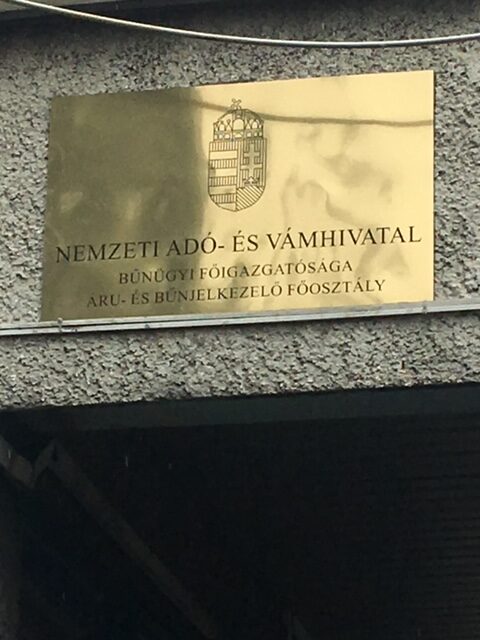 NEMZETI ADÓ- ÉS VÁMHIVATAL
BŰNÜGYI FŐIGAZGATÓSÁGA
ÁRU- ÉS BŰNJELKEZELŐ FŐOSZTÁLY